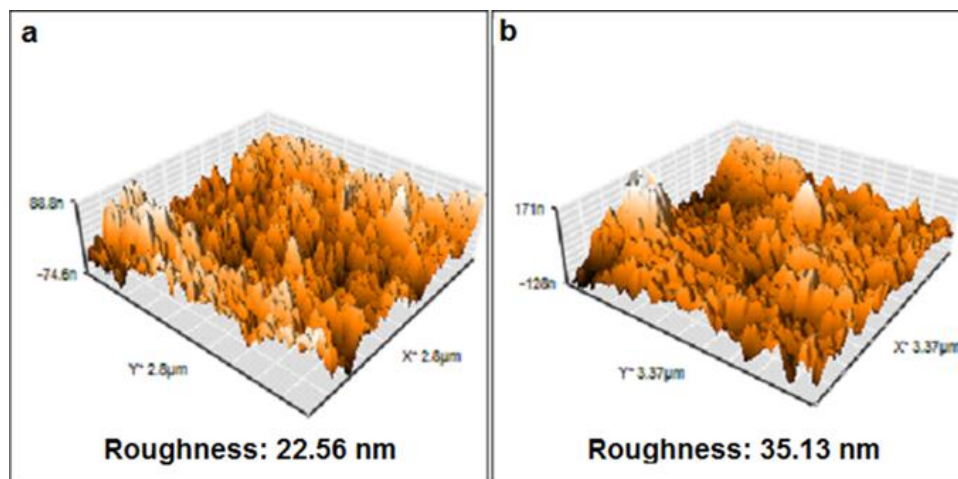 a
88.8n
-74.6n
Y* 2.8µm
X* 2.8µm
Roughness: 22.56 nm
b
171n
-128n
Y* 3.37µm
X* 3.37µm
Roughness: 35.13 nm